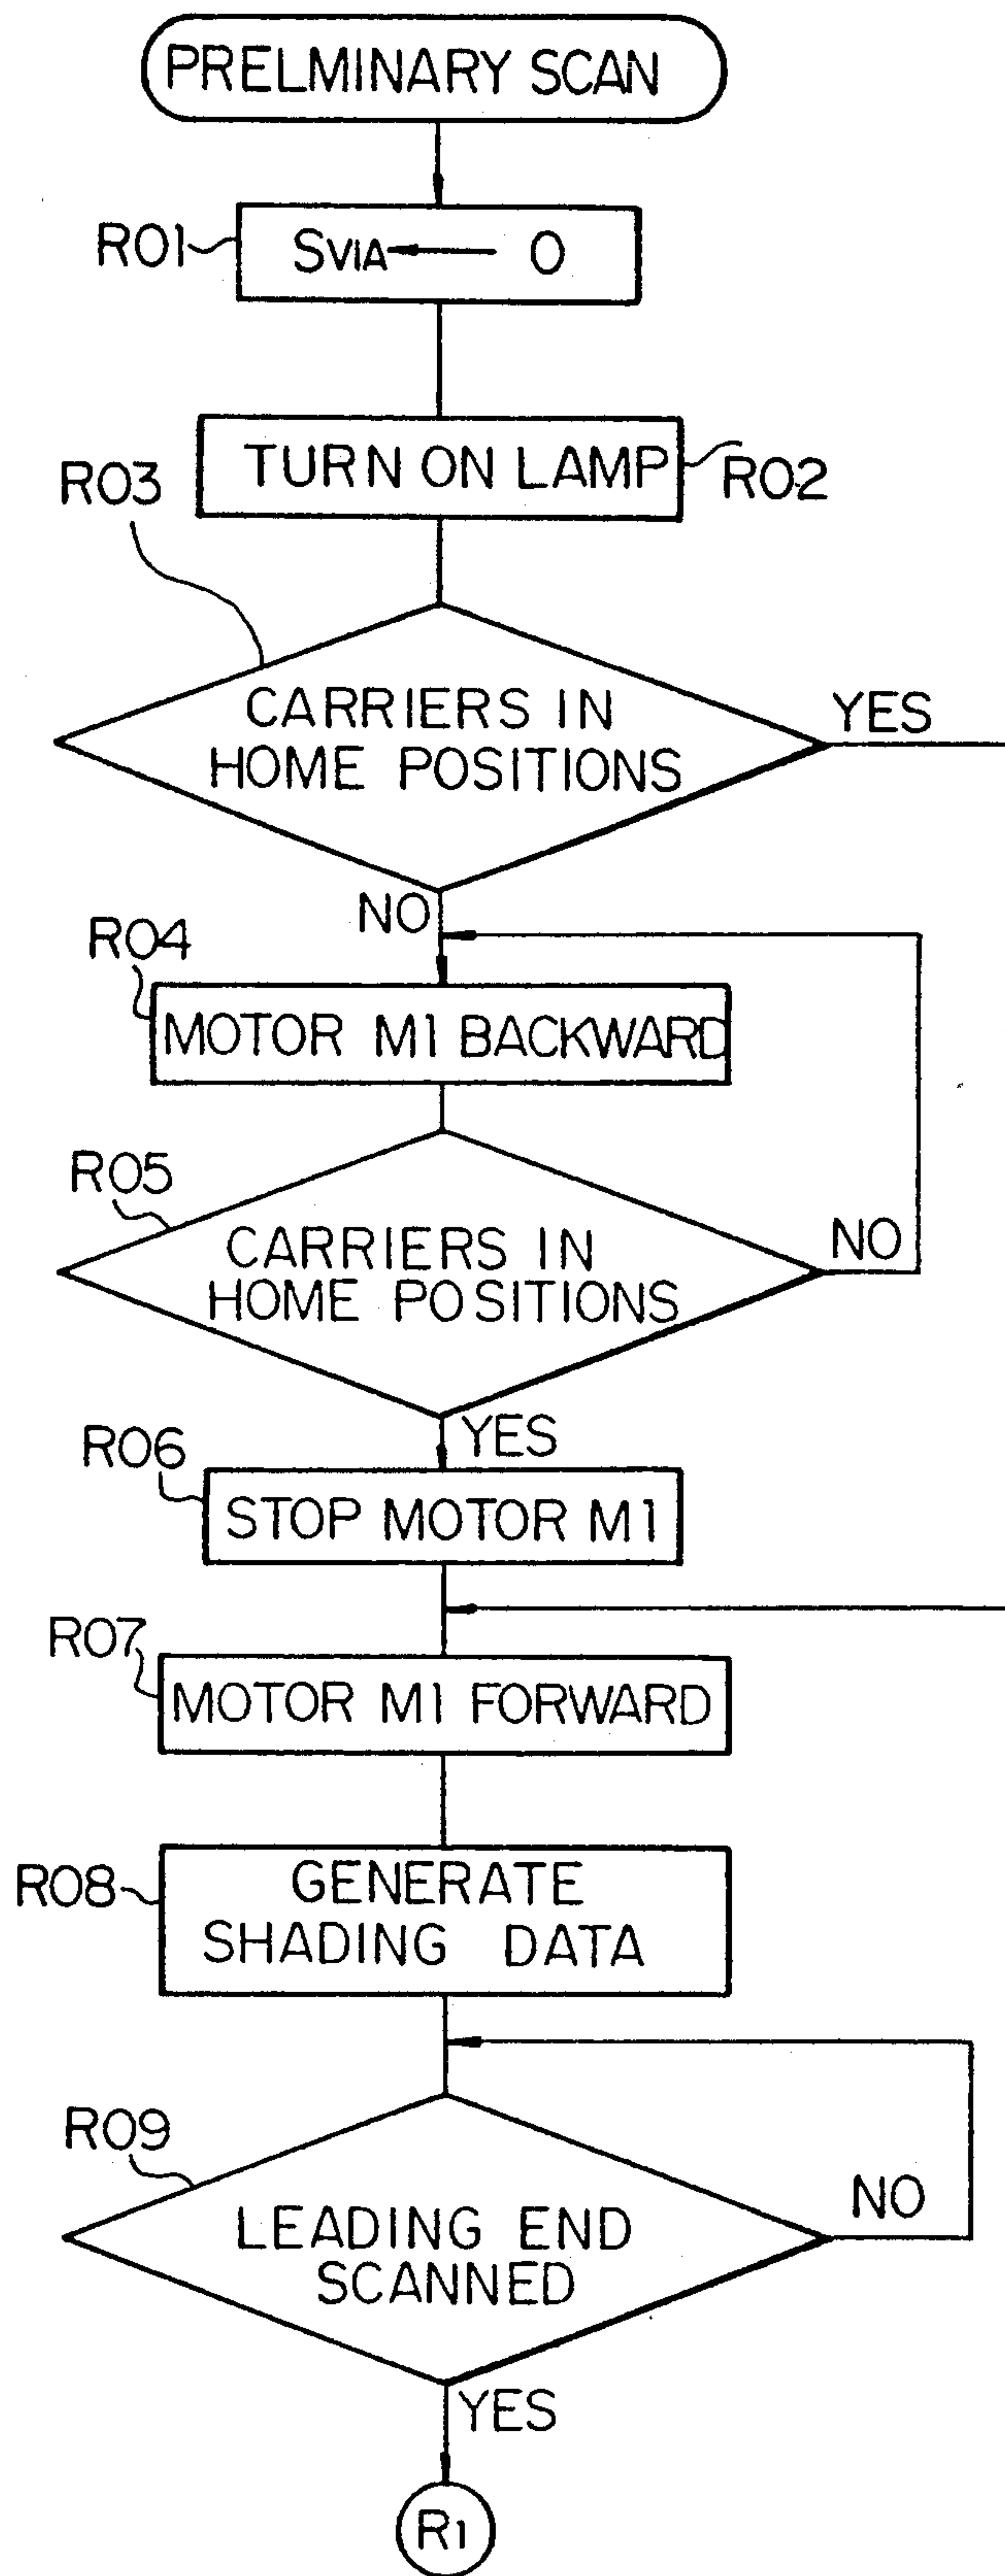 PRELMINARY SCAN
R01
SVIA ← 0
TURN ON LAMP
R02
R03
CARRIERS IN
HOME POSITIONS
YES
NO
R04
MOTOR M1 BACKWARD
R05
CARRIERS IN
HOME POSITIONS
NO
YES
R06
STOP MOTOR M1
R07
MOTOR M1 FORWARD
R08
GENERATE
SHADING DATA
R09
LEADING END
SCANNED
NO
YES
R1